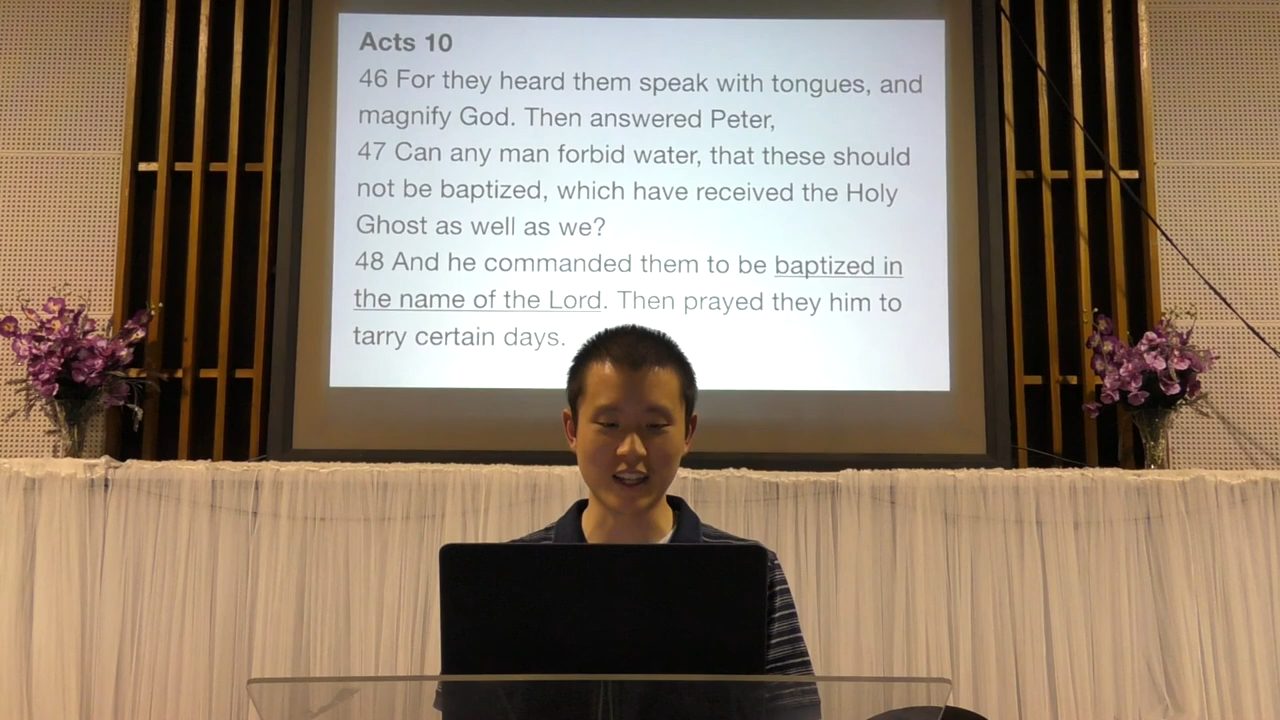 Acts 10
46 For they heard them speak with tongues, and
magnify God. Then answered Peter,
47 Can any man forbid water, that these should
not be baptized, which have received the Holy
Ghost as well as we?
48 And he commanded them to be baptized in
the name of the Lord. Then prayed they him to
tarry certain days.